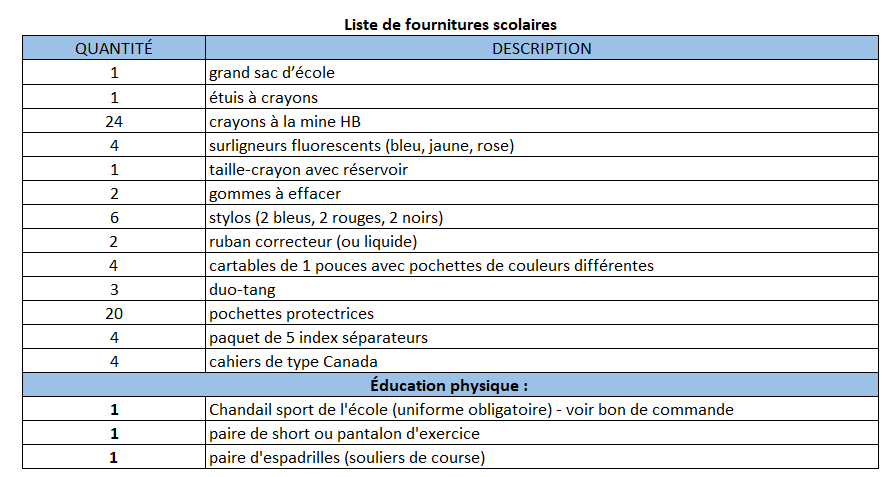 Liste de fournitures scolaires
QUANTITÉ DESCRIPTION
1 grand sac d’école
1 étuis à crayons
24 crayons à la mine HB
4 surligneurs fluorescents (bleu, jaune, rose)
1 taille-crayon avec réservoir
2 gommes à effacer
6 stylos (2 bleus, 2 rouges, 2 noirs)
2 ruban correcteur (ou liquide)
4 cartables de 1 pouces avec pochettes de couleurs différentes
3 duo-tang
20 pochettes protectrices
4 paquet de 5 index séparateurs
4 cahiers de type Canada
Éducation physique :
1 Chandail sport de l'école (uniforme obligatoire) - voir bon de commande
1 paire de short ou pantalon d'exercice
1 paire d'espadrilles (souliers de course)